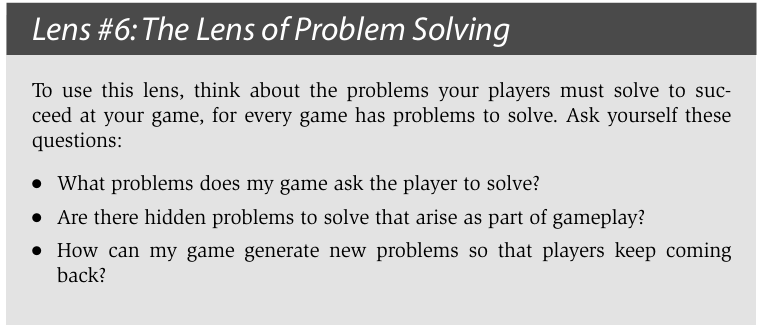 Lens #6: The Lens of Problem Solving
To use this lens, think about the problems your players must solve to suc-
ceed at your game, for every game has problems to solve. Ask yourself these
questions:
● What problems does my game ask the player to solve?
● Are there hidden problems to solve that arise as part of gameplay?
● How can my game generate new problems so that players keep coming
back?